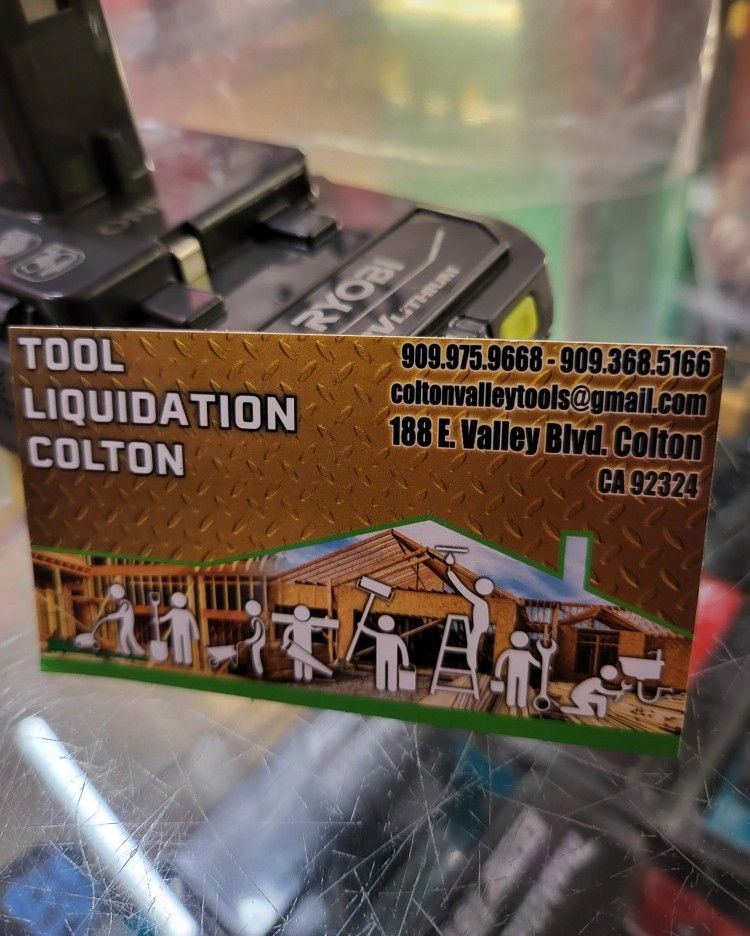 RYOBI
LITHIUM
TOOL
LIQUIDATION
COLTON
909.975.9668 - 909.368.5166
coltonvalleytools@gmail.com
188 E. Valley Blvd. Colton
CA 92324